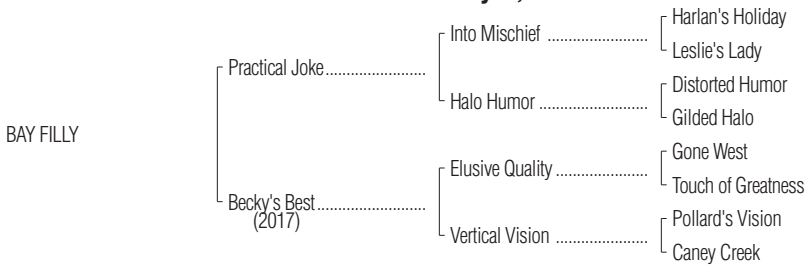 Harlan's Holiday
Into Mischief ........................
Leslie's Lady
Practical Joke........................
Distorted Humor
Halo Humor ........................
Gilded Halo
BAY FILLY
Gone West
Elusive Quality ........................
Touch of Greatness
Becky's Best........................
(2017)
Pollard's Vision
Vertical Vision ........................
Caney Creek